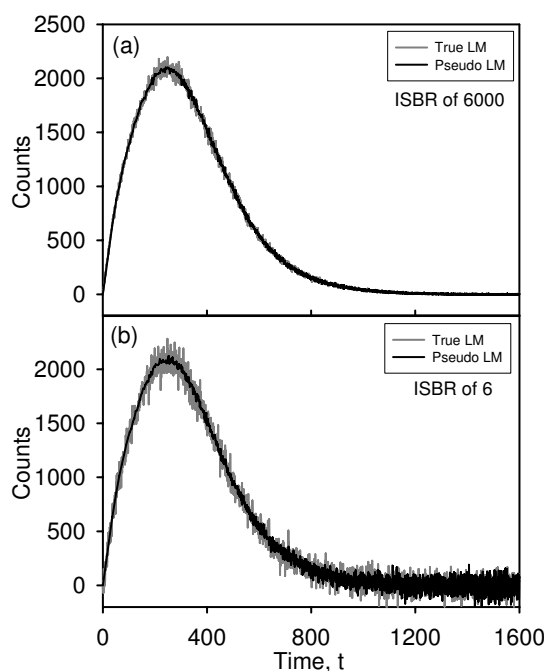 2500
(a)
True LM
Pseudo LM
ISBR of 6000
2000
1500
Counts
1000
500
0
(b)
True LM
Pseudo LM
ISBR of 6
2000
1500
Counts
1000
500
0
0 400 800 1200 1600
Time, t